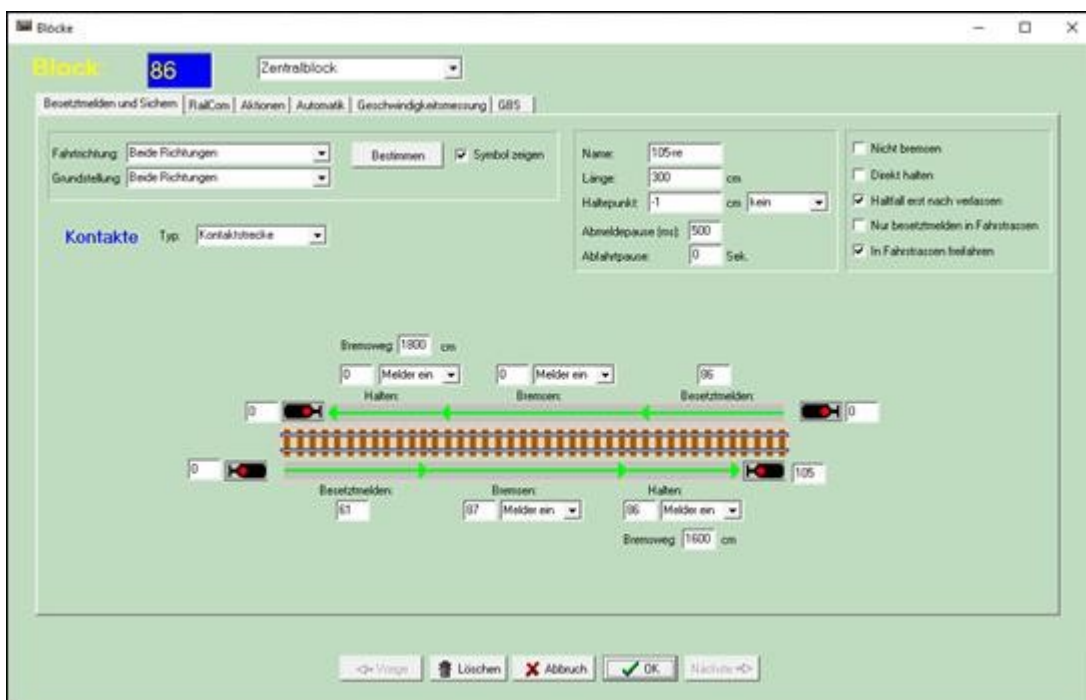 Blöcke
Block:
86
Zentralblock
Besetztmelden und Sichern RailCom Aktionen Automatik Geschwindigkeitsmessung GBS
Fahrtrichtung: Beide Richtungen
Bestimmen
Symbol zeigen
Grundstellung: Beide Richtungen
Name: 105re
Länge: 300 cm
Haltepunkt: -1 cm kein
Abmeldepause (ms): 500
Abfahrtpause: 0 Sek.
Nicht bremsen
Direkt halten
Haltfall erst nach verlassen
Nur besetztmelden in Fahrstrassen
In Fahrstrassen freifahren
Kontakte Typ: Kontaktstrecke
Bremsweg: 1800 cm
0 Melder ein 0 Melder ein 86
Halten: Bremsen: Besetztmelden:
0 0
0 105
Besetztmelden: Bremsen: Halten:
61 87 Melder ein 86 Melder ein
Bremsweg: 1600 cm
Löschen Abbruch OK Nächste